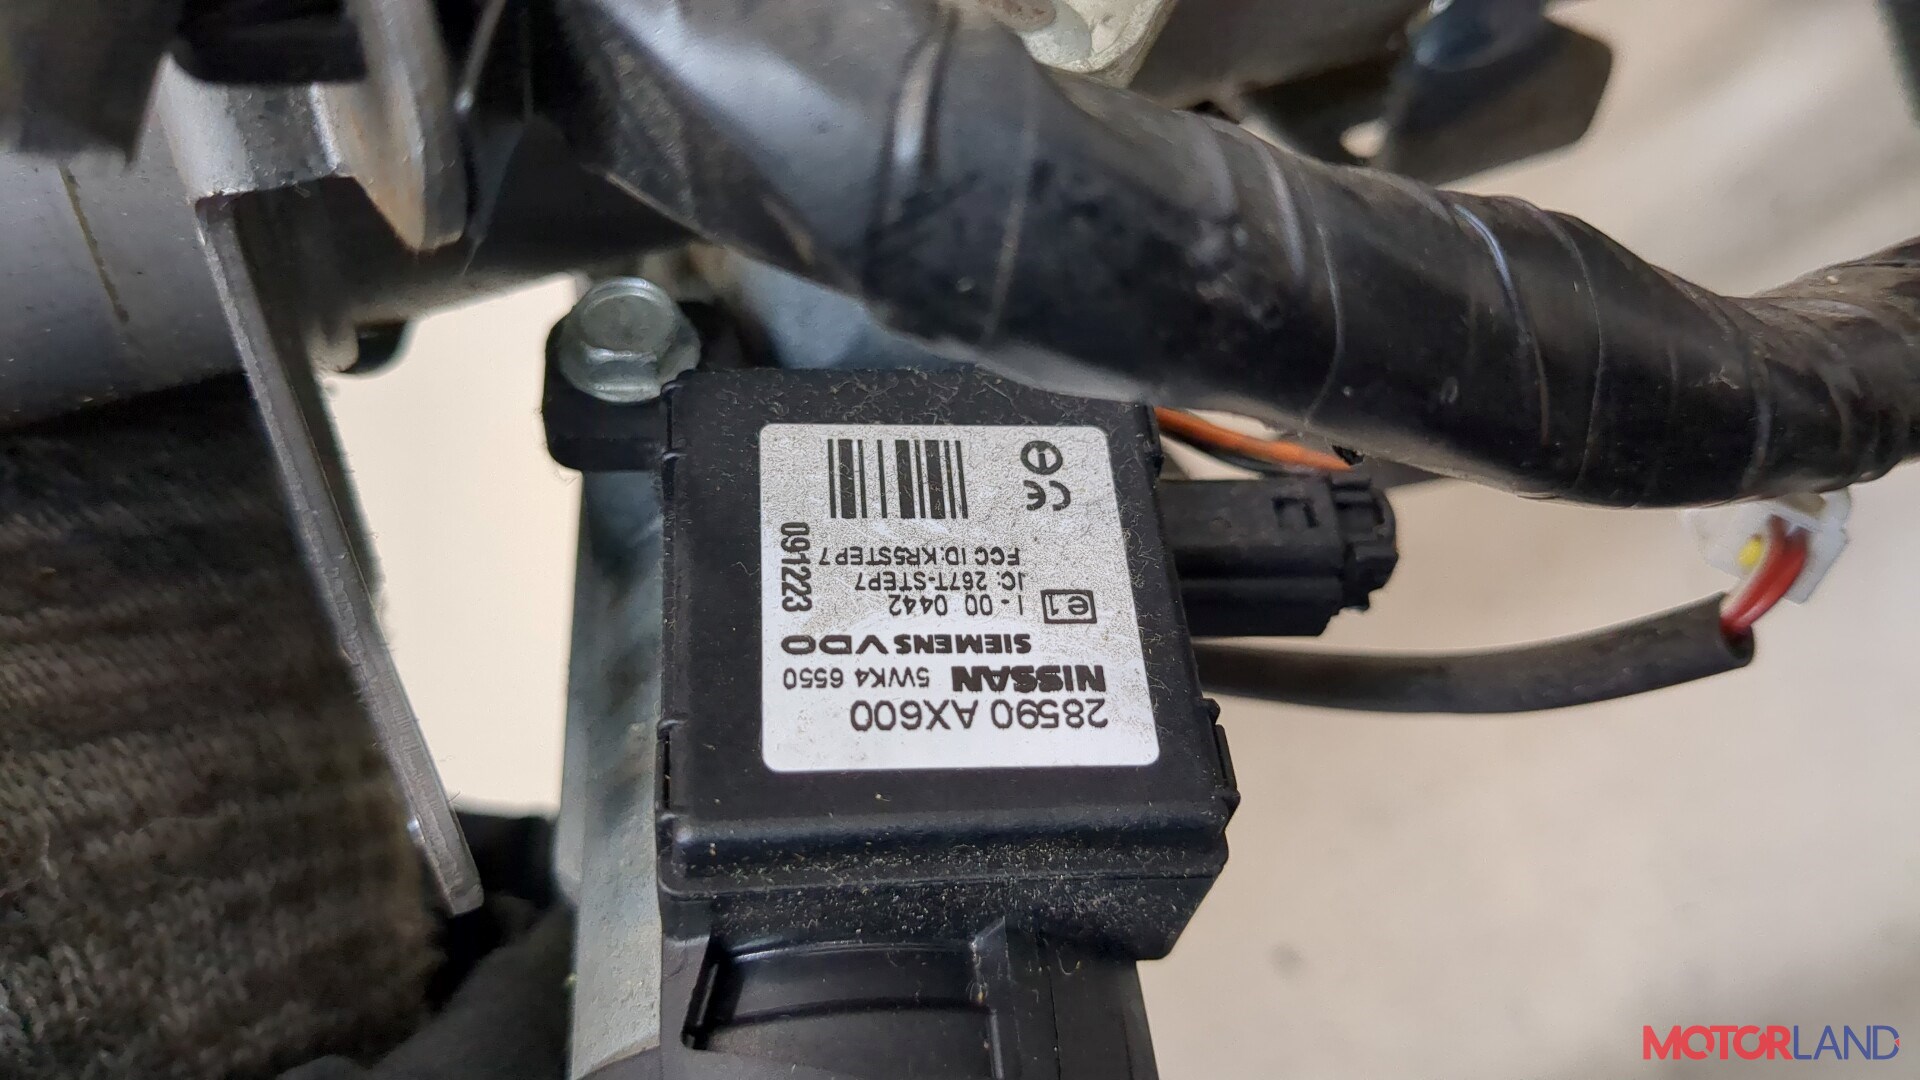 28590 AX600
NISSAN 5WK4 6550
SIEMENS VDO
e1 I - 00 0442
IC: 267T-STEP7
FCC ID:KR5STEP7
091223
CE
MOTORLAND